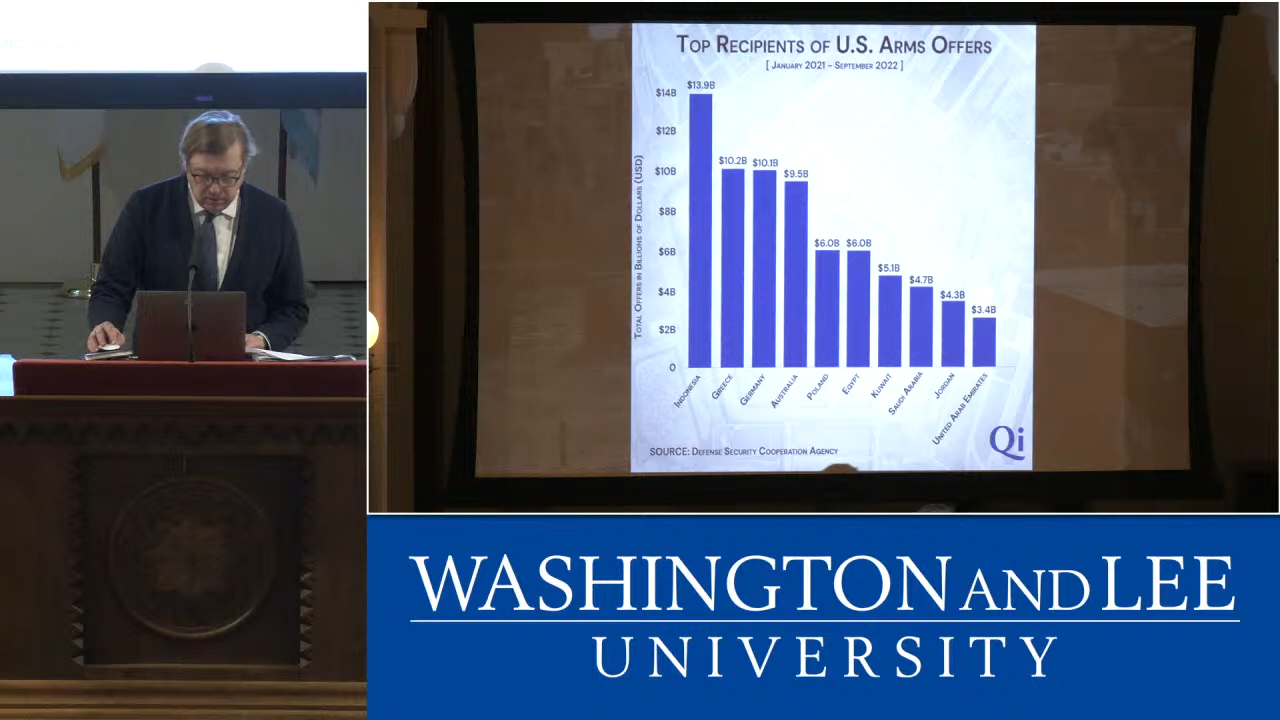 Top Recipients of U.S. Arms Offers
[ January 2021 – September 2022 ]
Total Offers in Billions of Dollars (USD)
$14B
$12B
$10B
$8B
$6B
$4B
$2B
0
$13.9B
$10.2B
$10.1B
$9.5B
$6.0B
$6.0B
$5.1B
$4.7B
$4.3B
$3.4B
Indonesia
Greece
Germany
Australia
Poland
Egypt
Kuwait
Saudi Arabia
Jordan
United Arab Emirates
SOURCE: Defense Security Cooperation Agency
Qi
WASHINGTON AND LEE
UNIVERSITY